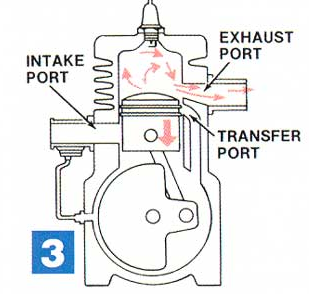 EXHAUST
PORT
INTAKE
PORT
TRANSFER
PORT
3